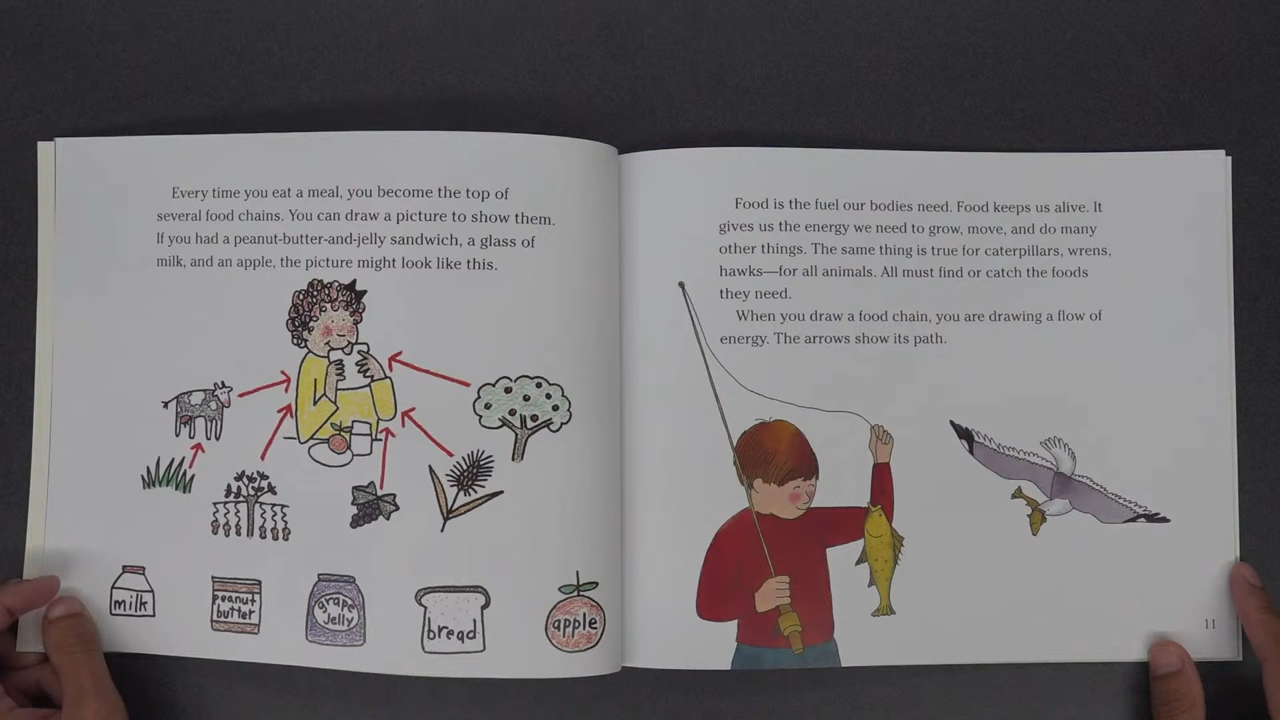 Every time you eat a meal, you become the top of
several food chains. You can draw a picture to show them.
If you had a peanut-butter-and-jelly sandwich, a glass of
milk, and an apple, the picture might look like this.
milk
peanut
butter
grape
Jelly
bread
apple
Food is the fuel our bodies need. Food keeps us alive. It
gives us the energy we need to grow, move, and do many
other things. The same thing is true for caterpillars, wrens,
hawks—for all animals. All must find or catch the foods
they need.
When you draw a food chain, you are drawing a flow of
energy. The arrows show its path.
11